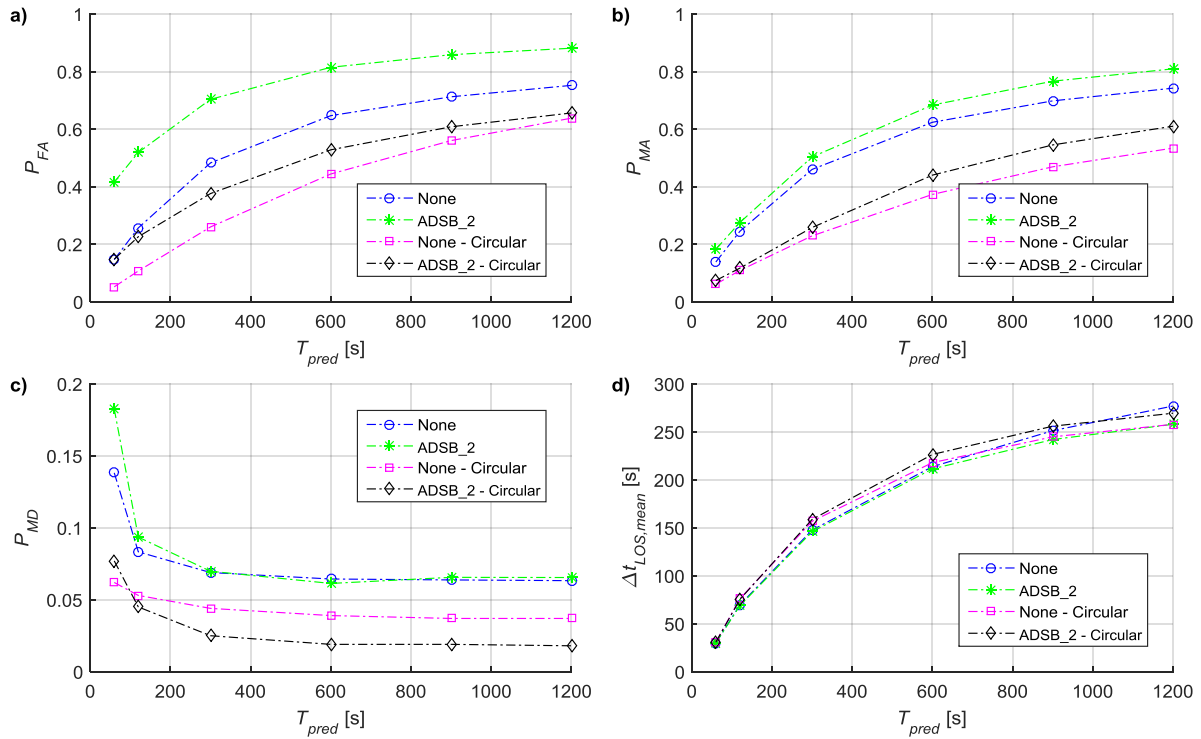 a)
1
0.8
0.6
0.4
0.2
0
P_FA
None
ADSB_2
None - Circular
ADSB_2 - Circular
0 200 400 600 800 1000 1200
T_pred [s]
b)
1
0.8
0.6
0.4
0.2
0
P_MA
None
ADSB_2
None - Circular
ADSB_2 - Circular
0 200 400 600 800 1000 1200
T_pred [s]
c)
0.2
0.15
0.1
0.05
0
P_MD
None
ADSB_2
None - Circular
ADSB_2 - Circular
0 200 400 600 800 1000 1200
T_pred [s]
d)
300
250
200
150
100
50
0
Δt_LOS,mean [s]
None
ADSB_2
None - Circular
ADSB_2 - Circular
0 200 400 600 800 1000 1200
T_pred [s]